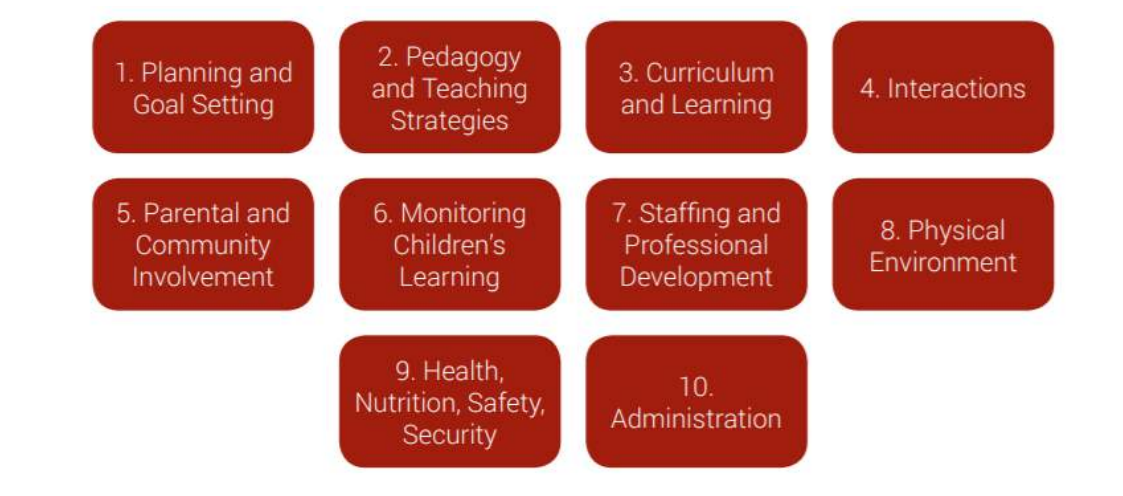 1. Planning and
Goal Setting
2. Pedagogy
and Teaching
Strategies
3. Curriculum
and Learning
4. Interactions
5. Parental and
Community
Involvement
6. Monitoring
Children's
Learning
7. Staffing and
Professional
Development
8. Physical
Environment
9. Health,
Nutrition, Safety,
Security
10.
Administration